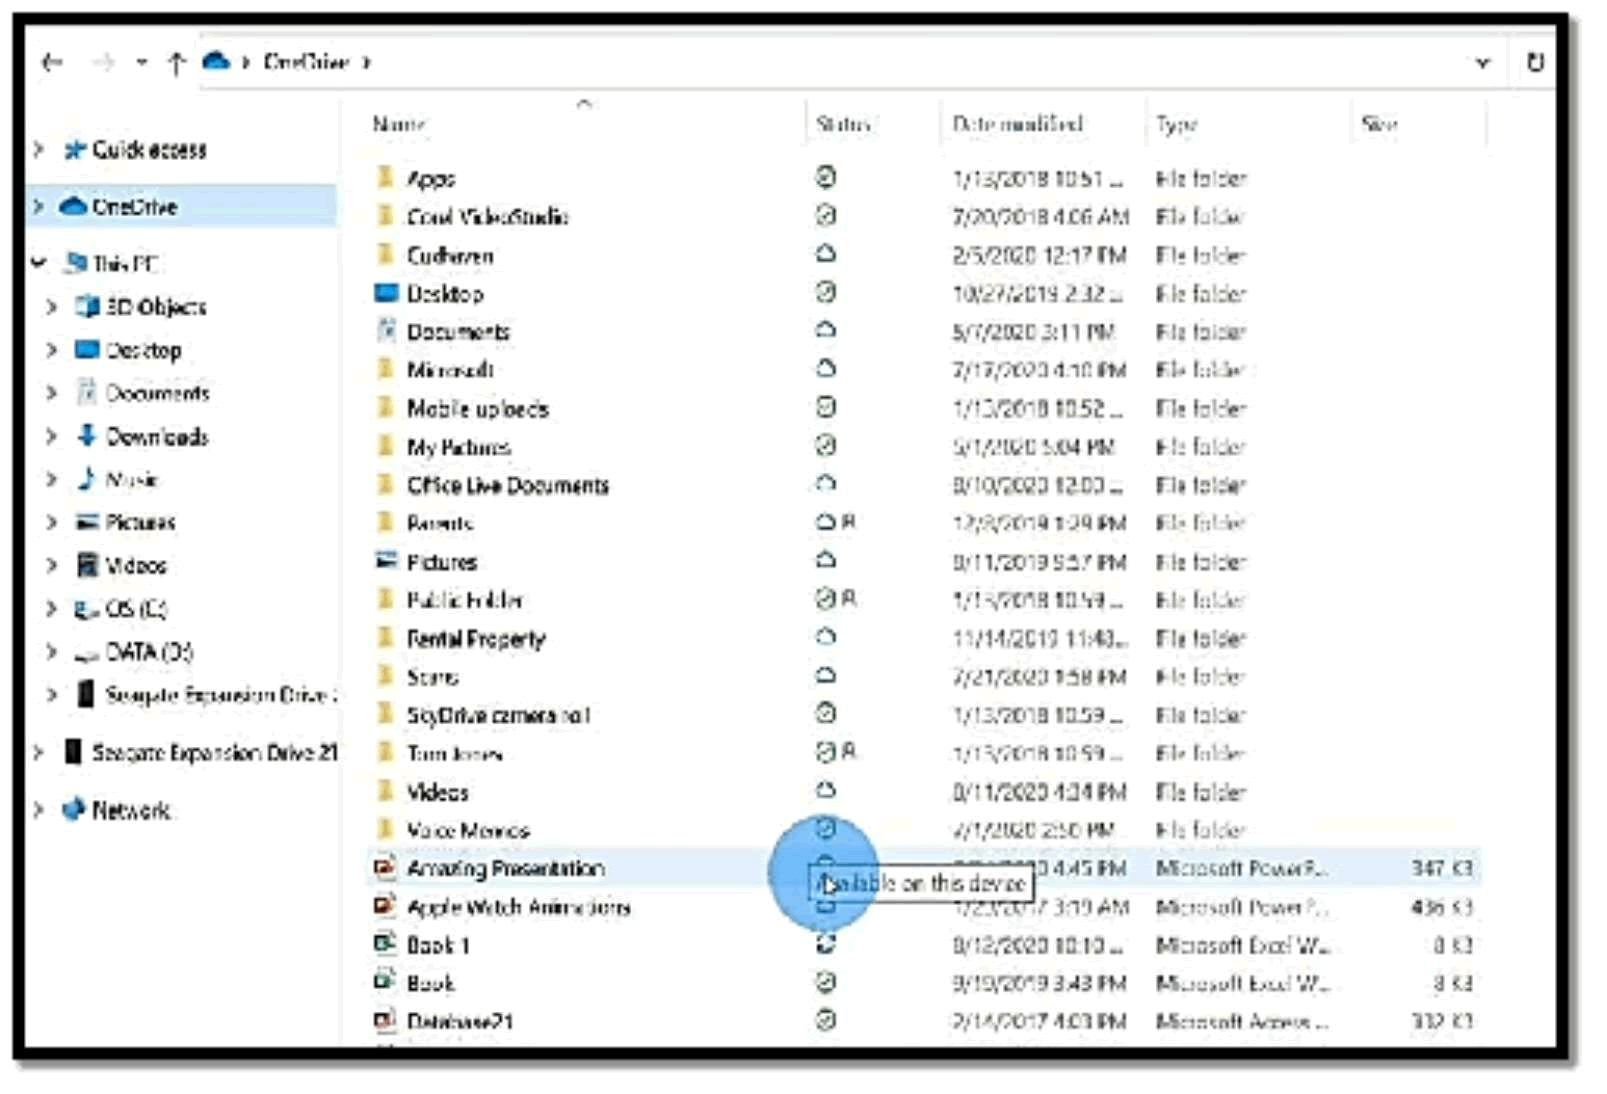 OneDrive
Name Status Date modified Type Size
Quick access
OneDrive
This PC
3D Objects
Desktop
Documents
Downloads
Music
Pictures
Videos
OS (C:)
DATA (D:)
Seagate Expansion Drive
Seagate Expansion Drive 21
Network
Apps 1/13/2018 10:51 ... File folder
Corel VideoStudio 7/20/2018 4:06 AM File folder
2/5/2020 12:17 PM File folder
Desktop 10/27/2019 2:32 ... File folder
Documents 5/7/2020 3:11 PM File folder
Microsoft 7/17/2020 4:10 PM File folder
Mobile uploads 1/13/2018 10:52 ... File folder
My Pictures 5/1/2020 5:04 PM File folder
Office Live Documents 8/10/2020 12:00 ... File folder
Parents 12/8/2019 1:29 PM File folder
Pictures 8/11/2019 9:57 PM File folder
Public Folder 1/13/2018 10:59 ... File folder
Rental Property 11/14/2019 11:48... File folder
Scans 7/21/2020 1:58 PM File folder
SkyDrive camera roll 1/13/2018 10:59 ... File folder
Tom Jones 1/13/2018 10:59 ... File folder
Videos 8/11/2020 4:34 PM File folder
Voice Memos 7/1/2020 2:50 PM File folder
Amazing Presentation 4:45 PM Microsoft PowerP... 347 KB
Available on this device
Apple Watch Animations 3:19 AM Microsoft PowerP... 436 KB
Book 1 8/12/2020 10:10 ... Microsoft Excel W... 8 KB
Book 9/19/2019 3:43 PM Microsoft Excel W... 8 KB
Database21 2/14/2017 4:03 PM Microsoft Access ... 332 KB